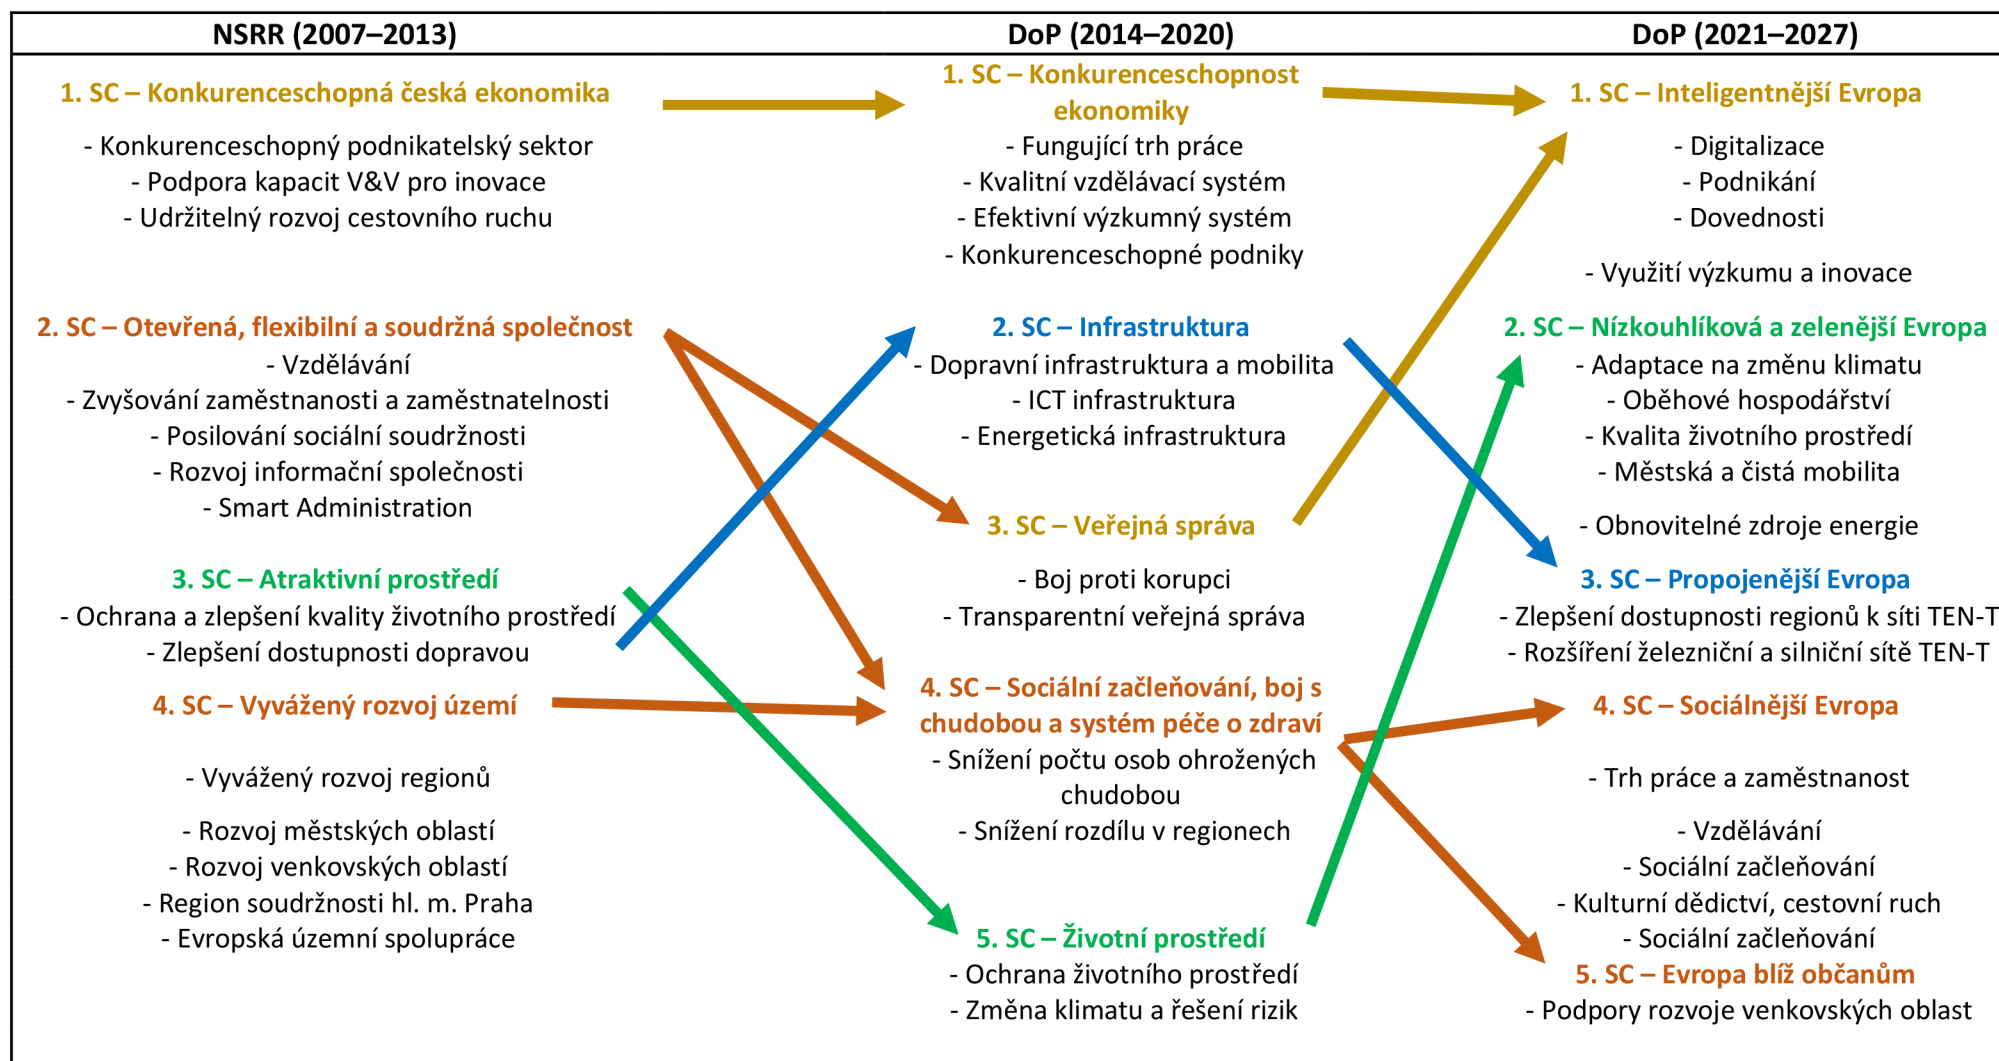 NSRR (2007–2013)
1. SC – Konkurenceschopná česká ekonomika
- Konkurenceschopný podnikatelský sektor
- Podpora kapacit V&V pro inovace
- Udržitelný rozvoj cestovního ruchu
2. SC – Otevřená, flexibilní a soudržná společnost
- Vzdělávání
- Zvyšování zaměstnanosti a zaměstnatelnosti
- Posilování sociální soudržnosti
- Rozvoj informační společnosti
- Smart Administration
3. SC – Atraktivní prostředí
- Ochrana a zlepšení kvality životního prostředí
- Zlepšení dostupnosti dopravou
4. SC – Vyvážený rozvoj území
- Vyvážený rozvoj regionů
- Rozvoj městských oblastí
- Rozvoj venkovských oblastí
- Region soudržnosti hl. m. Praha
- Evropská územní spolupráce
DoP (2014–2020)
1. SC – Konkurenceschopnost
ekonomiky
- Fungující trh práce
- Kvalitní vzdělávací systém
- Efektivní výzkumný systém
- Konkurenceschopné podniky
2. SC – Infrastruktura
- Dopravní infrastruktura a mobilita
- ICT infrastruktura
- Energetická infrastruktura
3. SC – Veřejná správa
- Boj proti korupci
- Transparentní veřejná správa
4. SC – Sociální začleňování, boj s
chudobou a systém péče o zdraví
- Snížení počtu osob ohrožených
chudobou
- Snížení rozdílu v regionech
5. SC – Životní prostředí
- Ochrana životního prostředí
- Změna klimatu a řešení rizik
DoP (2021–2027)
1. SC – Inteligentnější Evropa
- Digitalizace
- Podnikání
- Dovednosti
- Využití výzkumu a inovace
2. SC – Nízkouhlíková a zelenější Evropa
- Adaptace na změnu klimatu
- Oběhové hospodářství
- Kvalita životního prostředí
- Městská a čistá mobilita
- Obnovitelné zdroje energie
3. SC – Propojenější Evropa
- Zlepšení dostupnosti regionů k síti TEN-T
- Rozšíření železniční a silniční sítě TEN-T
4. SC – Sociálnější Evropa
- Trh práce a zaměstnanost
- Vzdělávání
- Sociální začleňování
- Kulturní dědictví, cestovní ruch
- Sociální začleňování
5. SC – Evropa blíž občanům
- Podpory rozvoje venkovských oblast